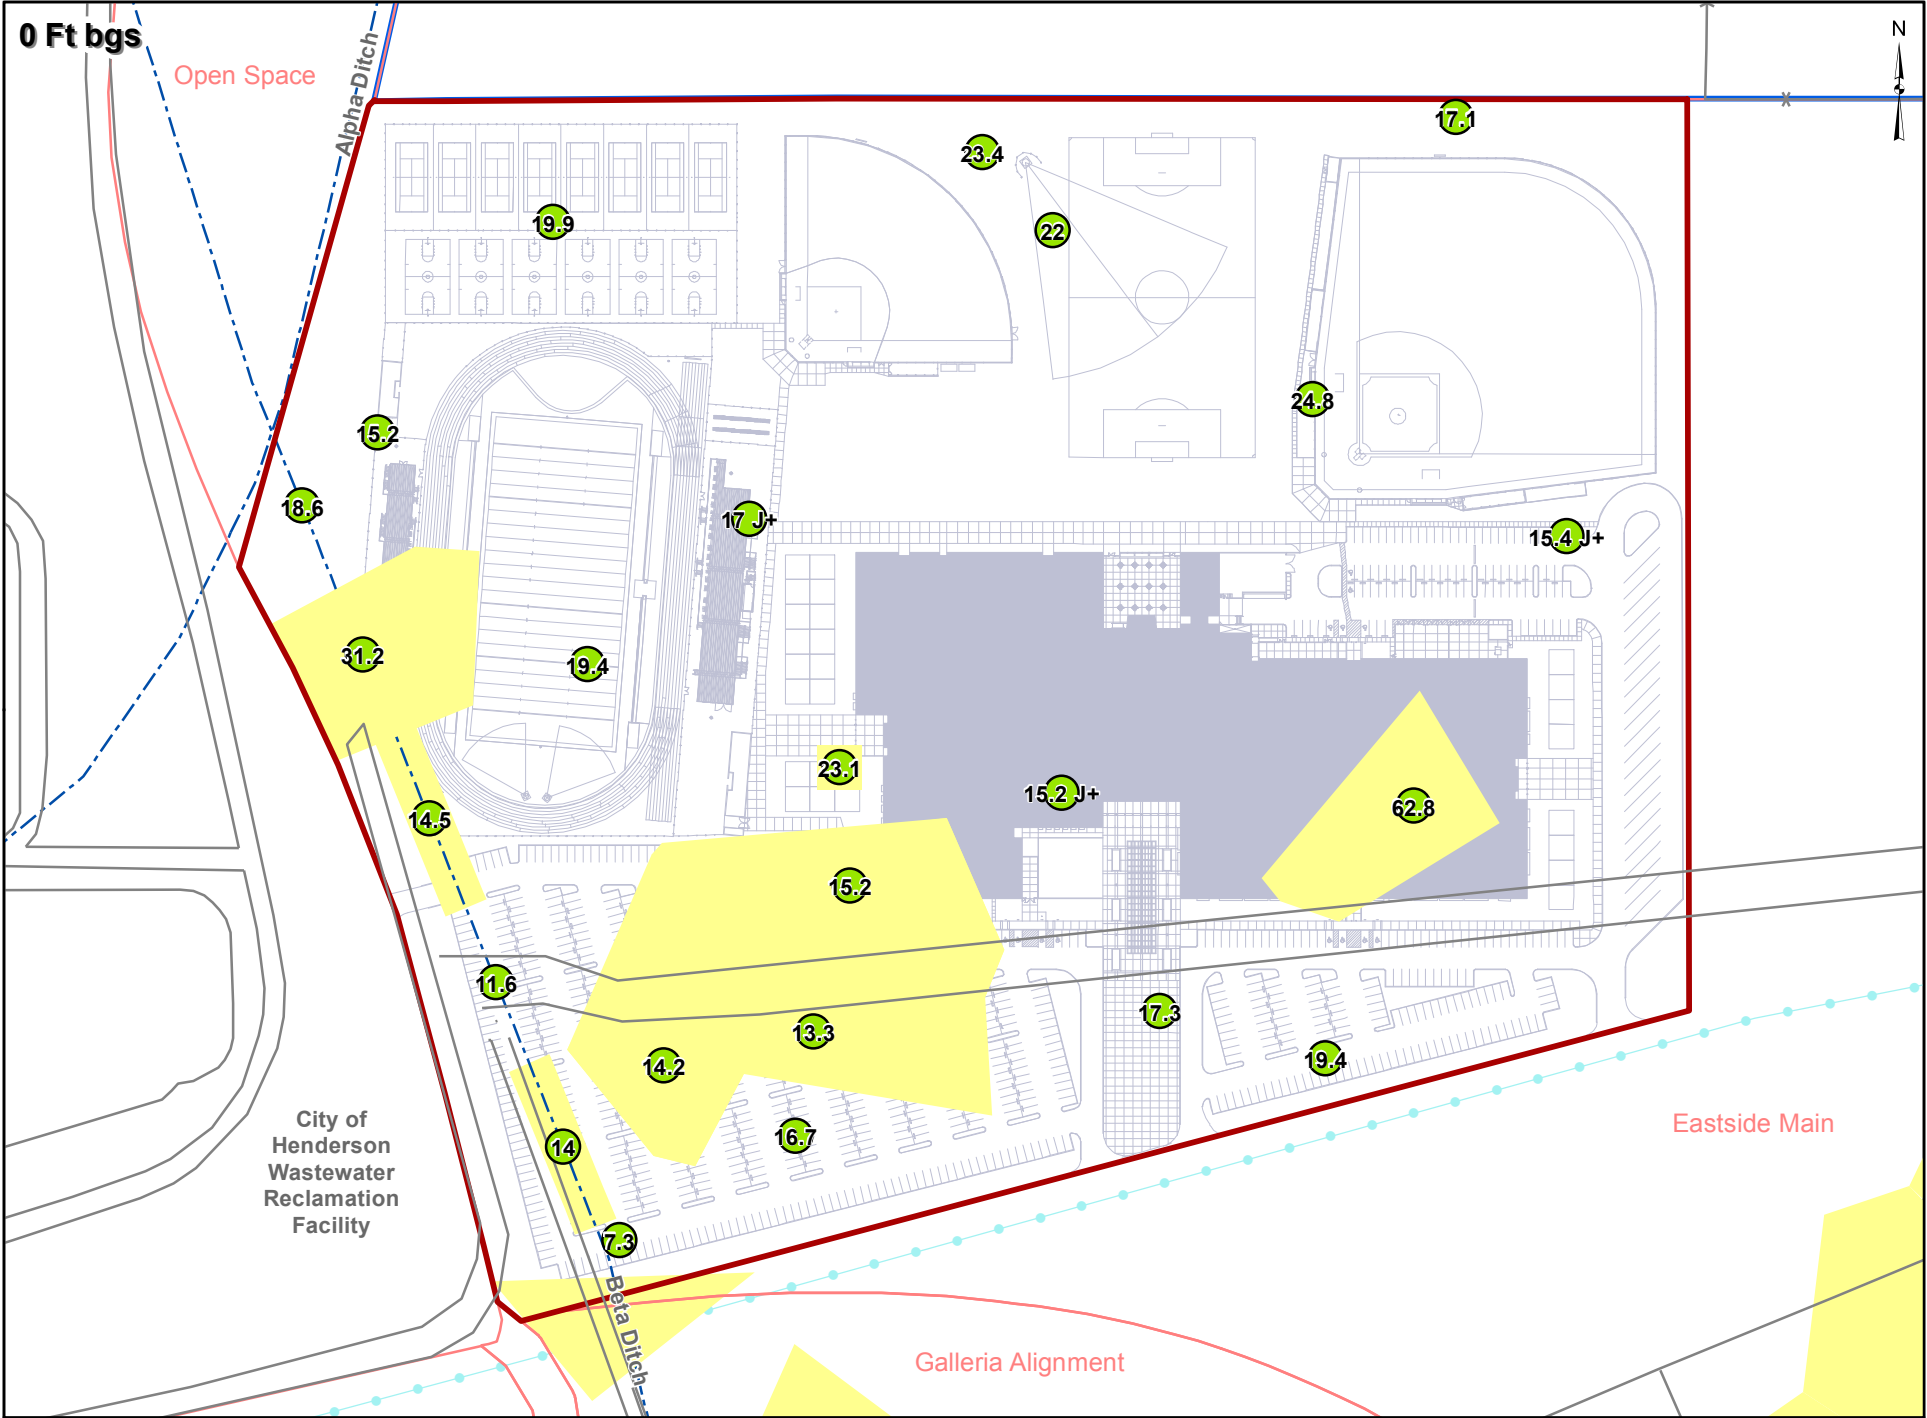 0 Ft bgs
N
Open Space
Alpha Ditch
17.1
23.4
19.9
22
24.8
15.2
18.6
17 J+
15.4 J+
31.2
19.4
23.1
15.2 J+
62.8
14.5
15.2
11.6
17.3
13.3
19.4
14.2
City of
Henderson
Wastewater
Reclamation
Facility
Eastside Main
16.7
14
7.3
Beta Ditch
Galleria Alignment